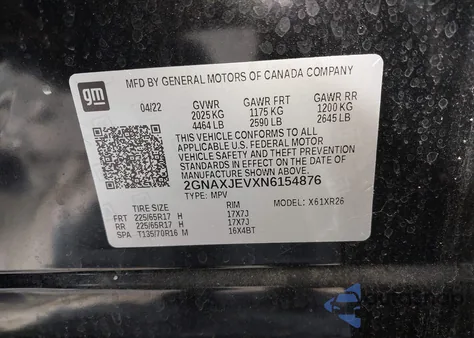 MFD BY GENERAL MOTORS OF CANADA COMPANY
gm
04/22 GVWR GAWR FRT GAWR RR
2025 KG 1175 KG 1200 KG
4464 LB 2590 LB 2645 LB
THIS VEHICLE CONFORMS TO ALL
APPLICABLE U.S. FEDERAL MOTOR
VEHICLE SAFETY STANDARDS IN
EFFECT ON THE DATE OF
MANUFACTURE SHOWN ABOVE.
2GNAXJEVXN6154876
TYPE: MPV MODEL: X61XR26
TIRE SIZE RIM
FRT 225/65R17 H 17X7J
RR 225/65R17 H 17X7J
SPA T135/70R16 M 16X4BT
AutoSnap